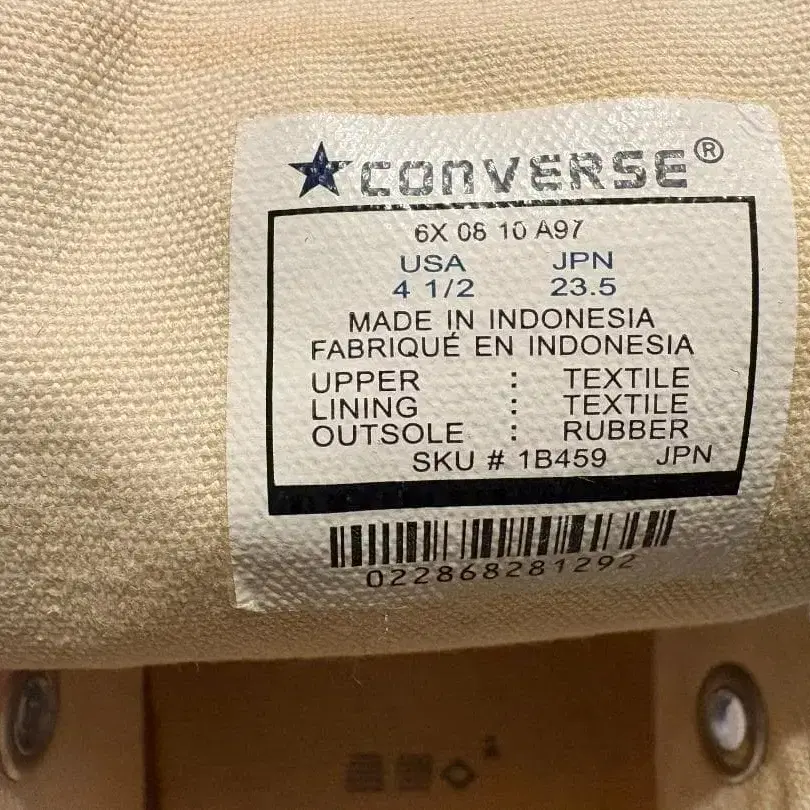 ★CONVERSE®
6X 08 10 A97
USA JPN
4 1/2 23.5
MADE IN INDONESIA
FABRIQUÉ EN INDONESIA
UPPER : TEXTILE
LINING : TEXTILE
OUTSOLE : RUBBER
SKU # 1B459 JPN
022868281292